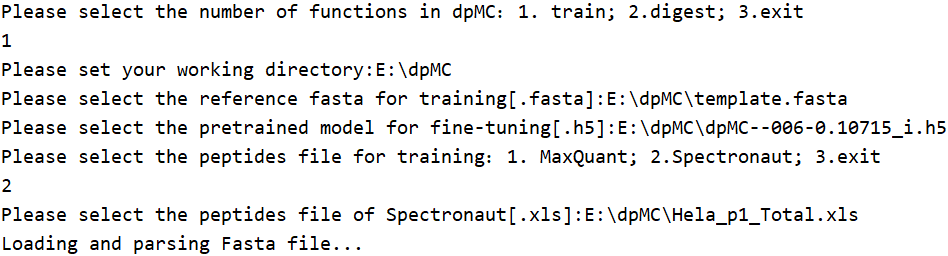 Please select the number of functions in dpMC: 1. train; 2.digest; 3.exit
1
Please set your working directory:E:\dpMC
Please select the reference fasta for training[.fasta]:E:\dpMC\template.fasta
Please select the pretrained model for fine-tuning[.h5]:E:\dpMC\dpMC--006-0.10715_i.h5
Please select the peptides file for training: 1. MaxQuant; 2.Spectronaut; 3.exit
2
Please select the peptides file of Spectronaut[.xls]:E:\dpMC\Hela_p1_Total.xls
Loading and parsing Fasta file...